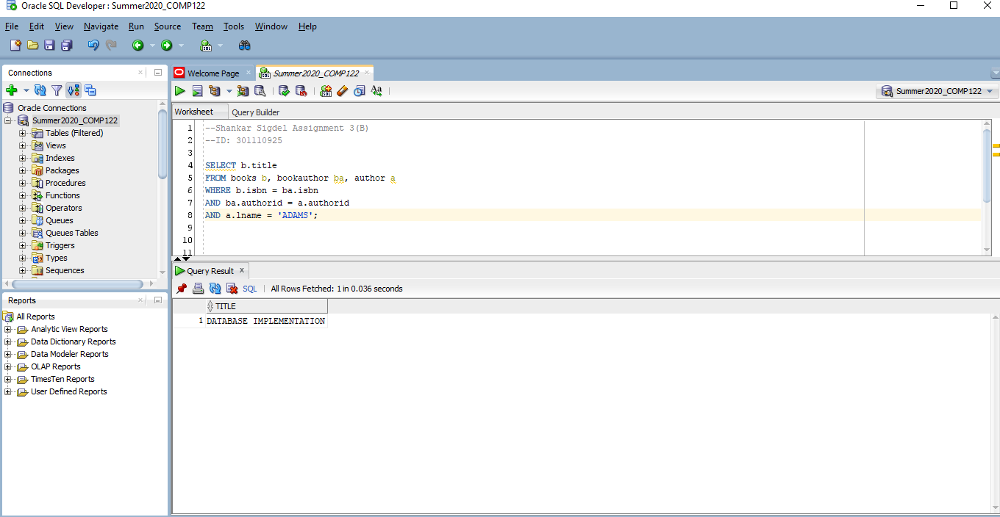 Oracle SQL Developer : Summer2020_COMP122
File Edit View Navigate Run Source Team Tools Window Help
Connections
Oracle Connections
Summer2020_COMP122
Tables (Filtered)
Views
Indexes
Packages
Procedures
Functions
Operators
Queues
Queues Tables
Triggers
Types
Sequences
Reports
All Reports
Analytic View Reports
Data Dictionary Reports
Data Modeler Reports
OLAP Reports
TimesTen Reports
User Defined Reports
Welcome Page Summer2020_COMP122
SQL Aa Summer2020_COMP122
Worksheet Query Builder
1 --Shankar Sigdel Assignment 3(B)
2 --ID: 301110925
3
4 SELECT b.title
5 FROM books b, bookauthor ba, author a
6 WHERE b.isbn = ba.isbn
7 AND ba.authorid = a.authorid
8 AND a.lname = 'ADAMS';
9
10
11
Query Result
SQL | All Rows Fetched: 1 in 0.036 seconds
TITLE
1 DATABASE IMPLEMENTATION